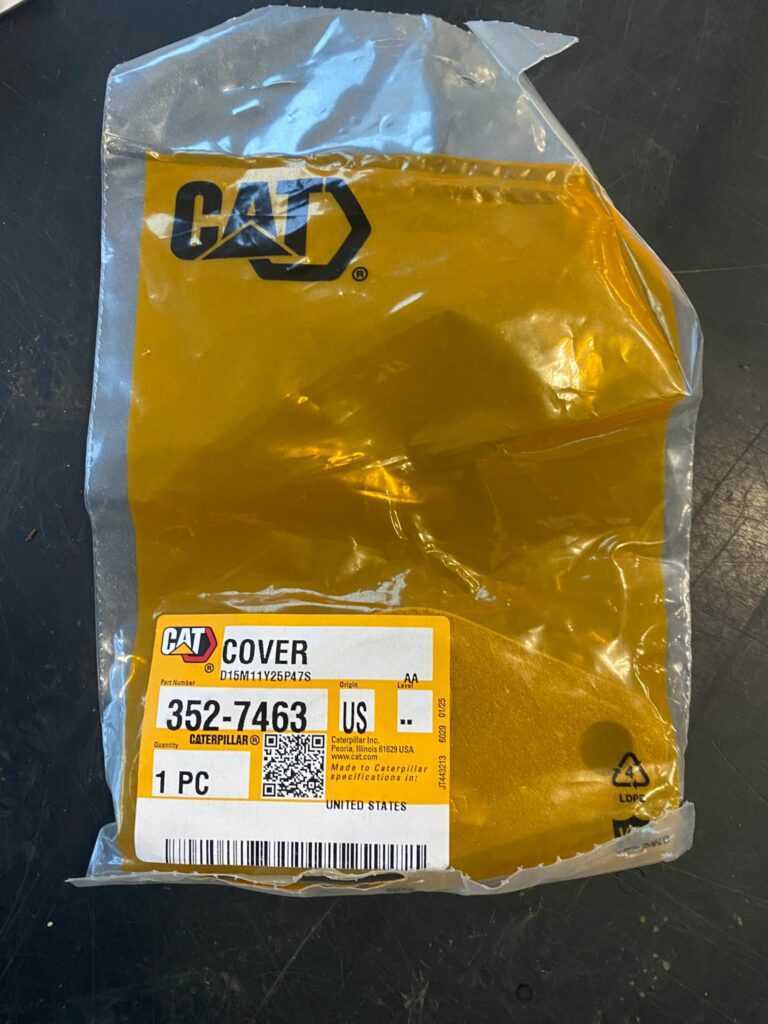 CAT
®
CAT
®
COVER
D15M11Y25P47S
Part Number
Origin
AA
Level
352-7463
US
--
CATERPILLAR®
Quantity
1 PC
Caterpillar Inc.
Peoria, Illinois 61629 USA
www.cat.com
Made to Caterpillar
specifications in:
UNITED STATES
JT443213 6029 01/25
4
LDPE